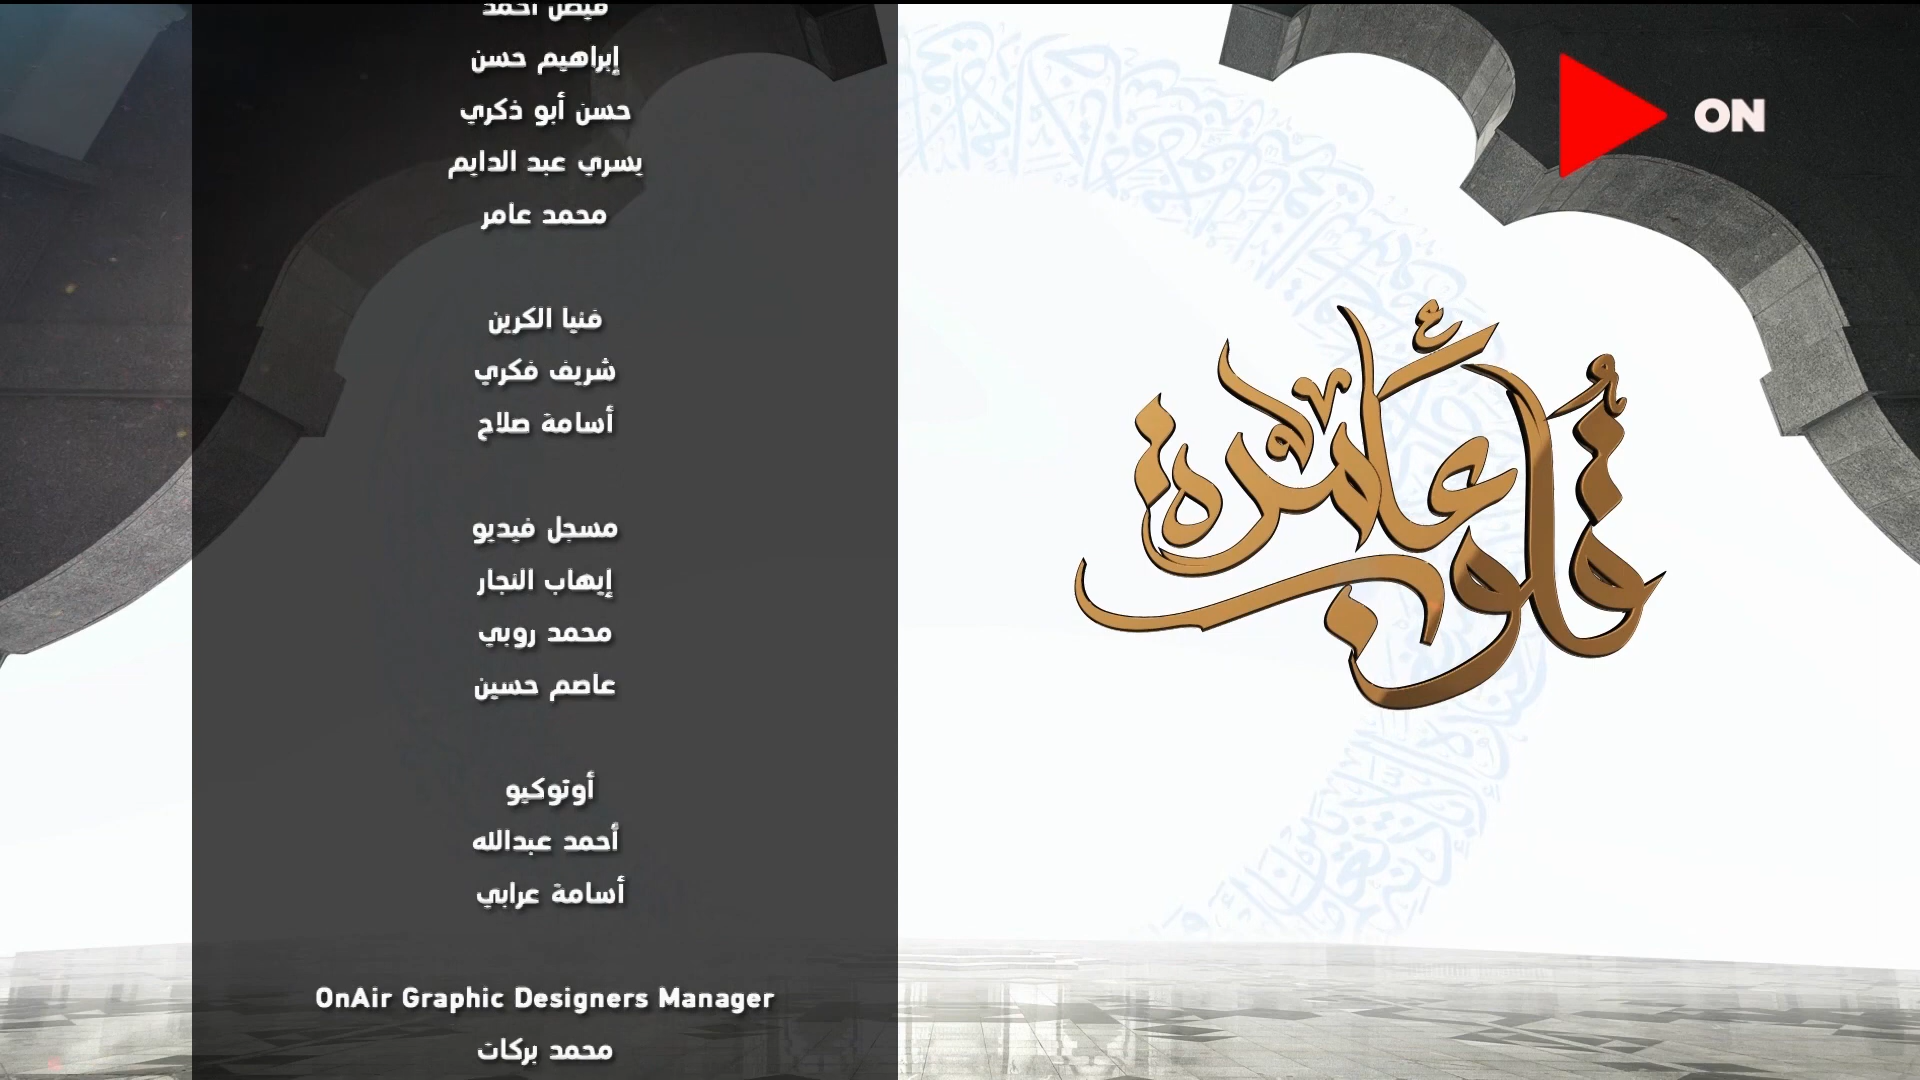 فيصل أحمد
إبراهيم حسن
حسن أبو ذكري
يسري عبد الدايم
محمد عامر
فنيا الكرين
شريف فكري
أسامة صلاح
مسجل فيديو
إيهاب النجار
محمد روبي
عاصم حسين
أوتوكيو
أحمد عبدالله
أسامة عرابي
OnAir Graphic Designers Manager
محمد بركات
ON
قلوب عامرة